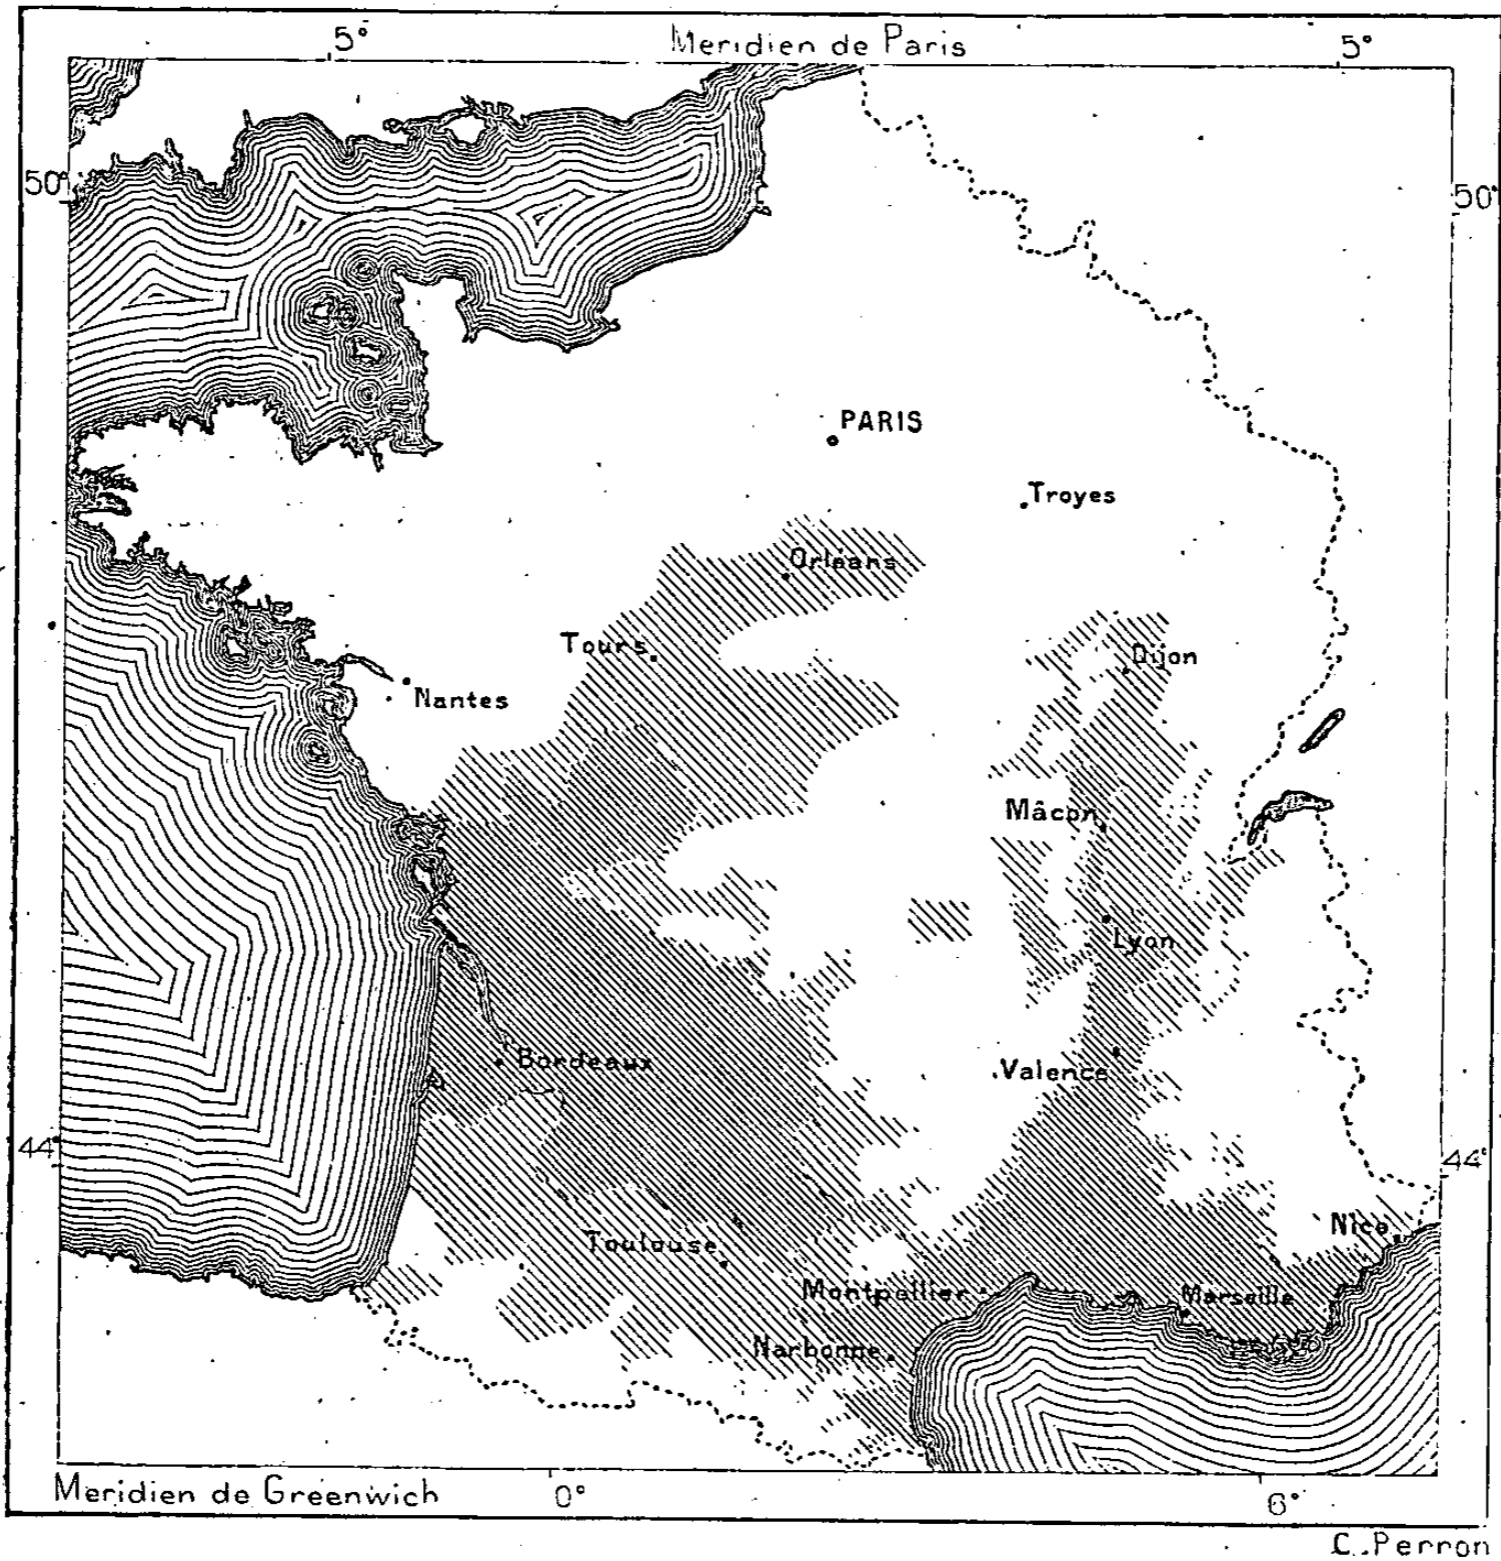 5° Meridien de Paris 5°
50° 50°
PARIS
Troyes
Orléans
Tours
Dijon
Nantes
Mâcon
Lyon
Bordeaux
Valence
44° 44°
Nice
Toulouse
Montpellier
Marseille
Narbonne
Meridien de Greenwich 0° 6°
C. Perron